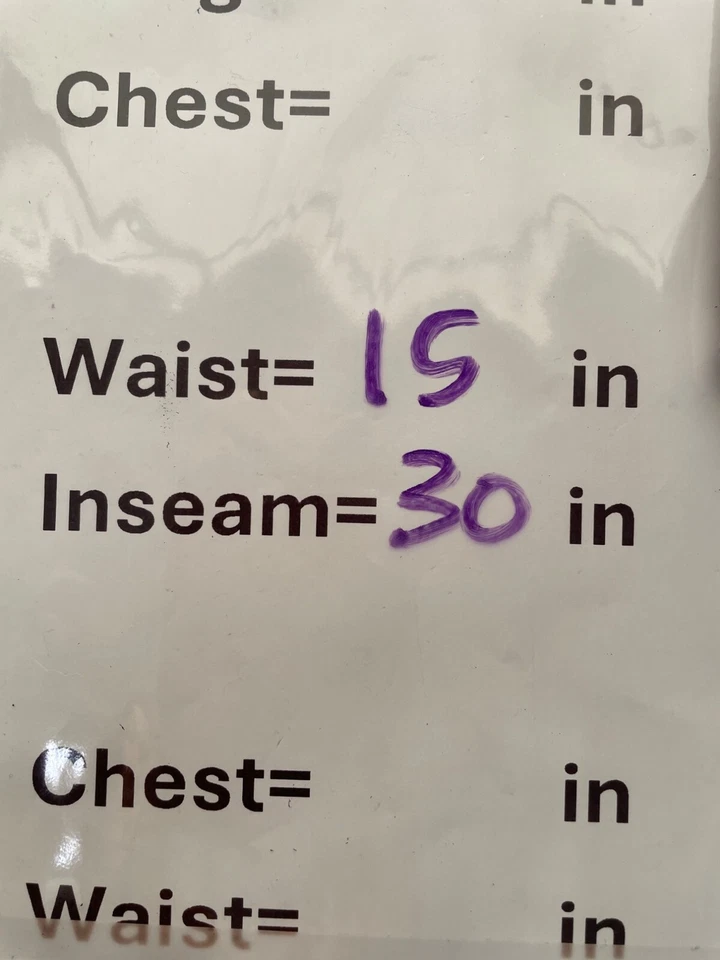 Chest= in
Waist= 15 in
Inseam= 30 in
Chest= in
Waist= in